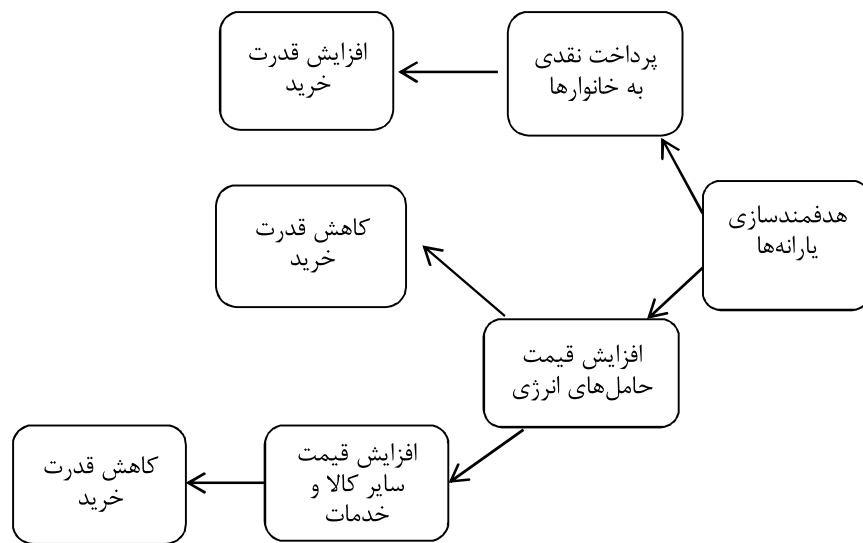 پرداخت نقدی
به خانوارها
افزایش قدرت
خرید
هدفمندسازی
یارانه‌ها
کاهش قدرت
خرید
افزایش قیمت
حامل‌های انرژی
افزایش قیمت
سایر کالا و
خدمات
کاهش قدرت
خرید